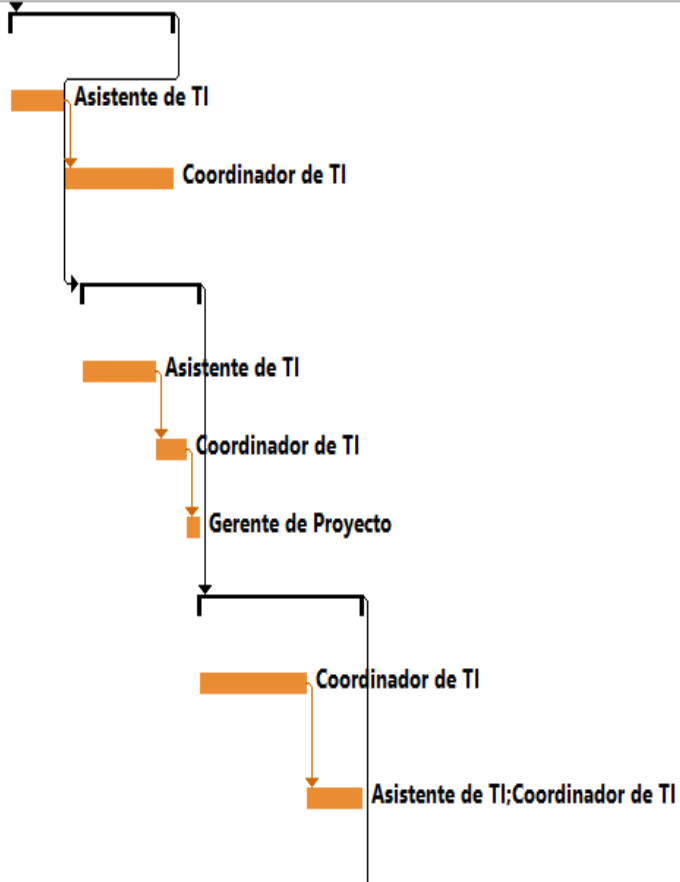 Asistente de TI
Coordinador de TI
Asistente de TI
Coordinador de TI
Gerente de Proyecto
Coordinador de TI
Asistente de TI;Coordinador de TI